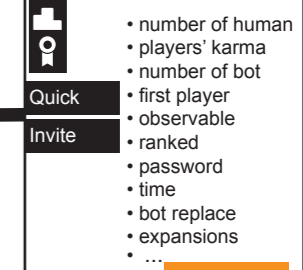 Quick
Invite
• number of human
• players' karma
• number of bot
• first player
• observable
• ranked
• password
• time
• bot replace
• expansions
• ...